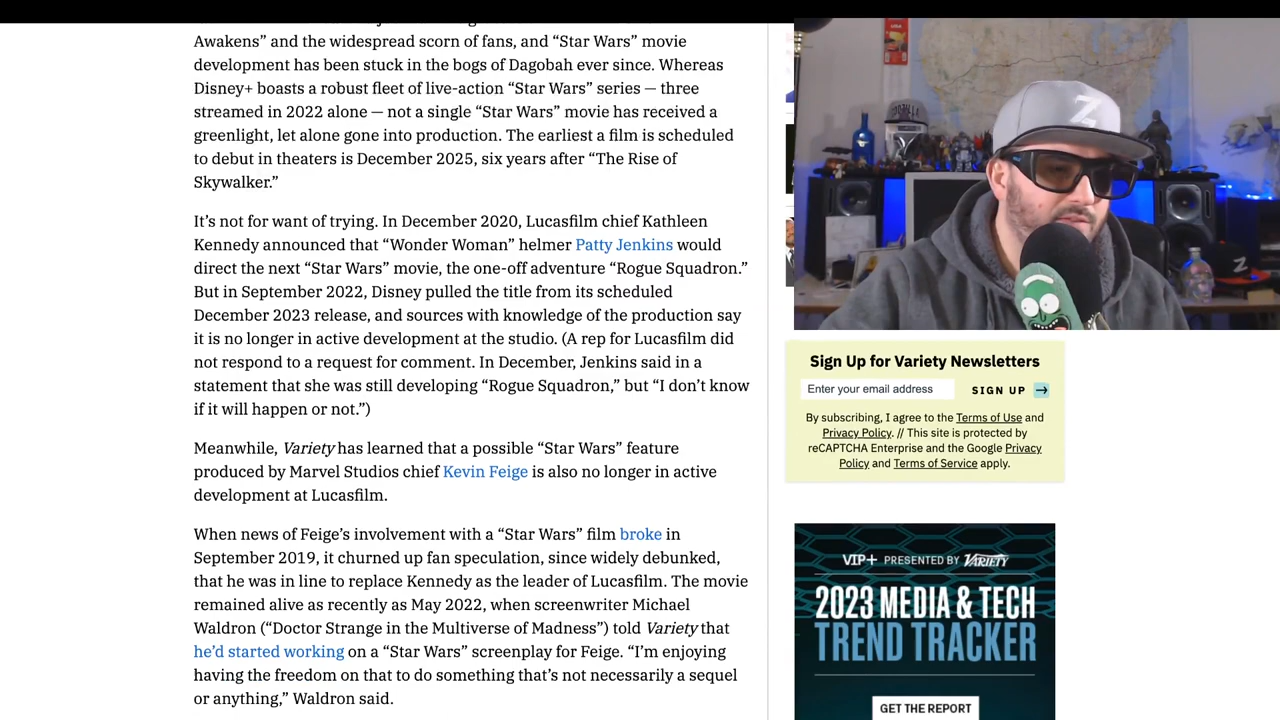 Awakens” and the widespread scorn of fans, and “Star Wars” movie
development has been stuck in the bogs of Dagobah ever since. Whereas
Disney+ boasts a robust fleet of live-action “Star Wars” series — three
streamed in 2022 alone — not a single “Star Wars” movie has received a
greenlight, let alone gone into production. The earliest a film is scheduled
to debut in theaters is December 2025, six years after “The Rise of
Skywalker.”
It’s not for want of trying. In December 2020, Lucasfilm chief Kathleen
Kennedy announced that “Wonder Woman” helmer Patty Jenkins would
direct the next “Star Wars” movie, the one-off adventure “Rogue Squadron.”
But in September 2022, Disney pulled the title from its scheduled
December 2023 release, and sources with knowledge of the production say
it is no longer in active development at the studio. (A rep for Lucasfilm did
not respond to a request for comment. In December, Jenkins said in a
statement that she was still developing “Rogue Squadron,” but “I don’t know
if it will happen or not.”)
Meanwhile, Variety has learned that a possible “Star Wars” feature
produced by Marvel Studios chief Kevin Feige is also no longer in active
development at Lucasfilm.
When news of Feige’s involvement with a “Star Wars” film broke in
September 2019, it churned up fan speculation, since widely debunked,
that he was in line to replace Kennedy as the leader of Lucasfilm. The movie
remained alive as recently as May 2022, when screenwriter Michael
Waldron (“Doctor Strange in the Multiverse of Madness”) told Variety that
he’d started working on a “Star Wars” screenplay for Feige. “I’m enjoying
having the freedom on that to do something that’s not necessarily a sequel
or anything,” Waldron said.
Z
Z
Sign Up for Variety Newsletters
Enter your email address SIGN UP →
By subscribing, I agree to the Terms of Use and
Privacy Policy. // This site is protected by
reCAPTCHA Enterprise and the Google Privacy
Policy and Terms of Service apply.
VIP+ PRESENTED BY VARIETY
2023 MEDIA & TECH
TREND TRACKER
GET THE REPORT